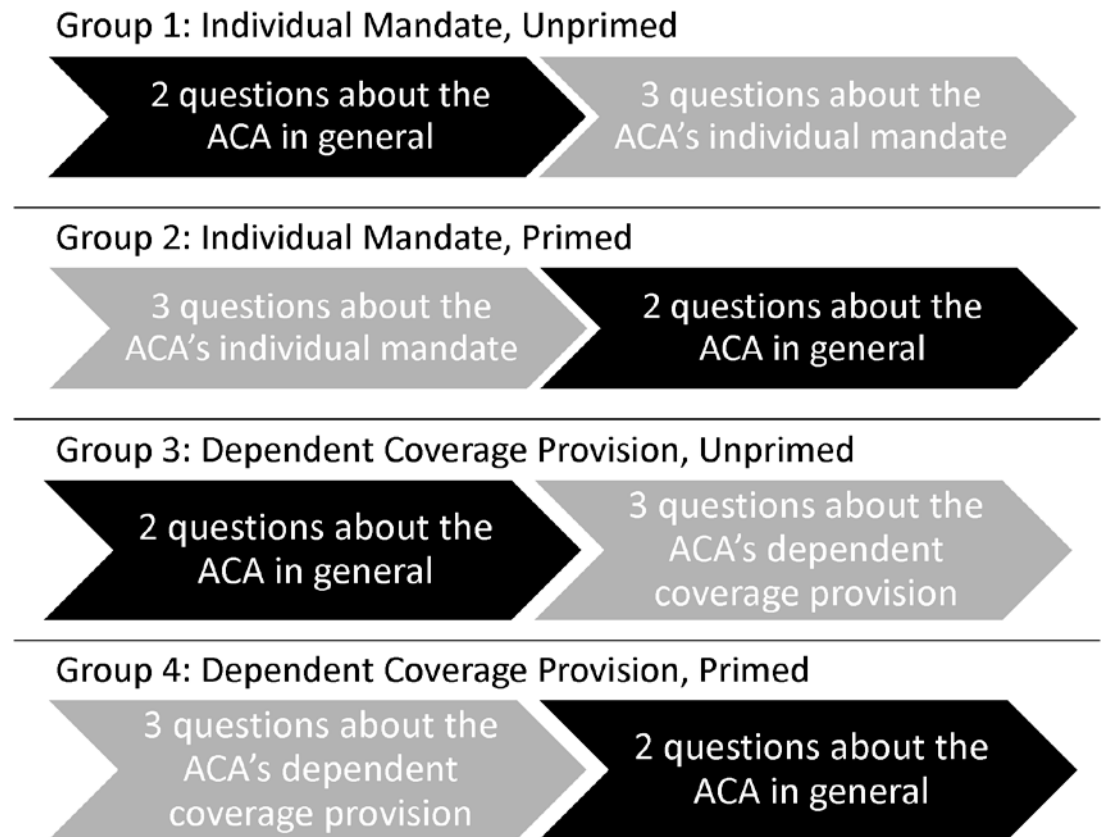 Group 1: Individual Mandate, Unprimed
2 questions about the
ACA in general
3 questions about the
ACA's individual mandate
Group 2: Individual Mandate, Primed
3 questions about the
ACA's individual mandate
2 questions about the
ACA in general
Group 3: Dependent Coverage Provision, Unprimed
2 questions about the
ACA in general
3 questions about the
ACA's dependent
coverage provision
Group 4: Dependent Coverage Provision, Primed
3 questions about the
ACA's dependent
coverage provision
2 questions about the
ACA in general